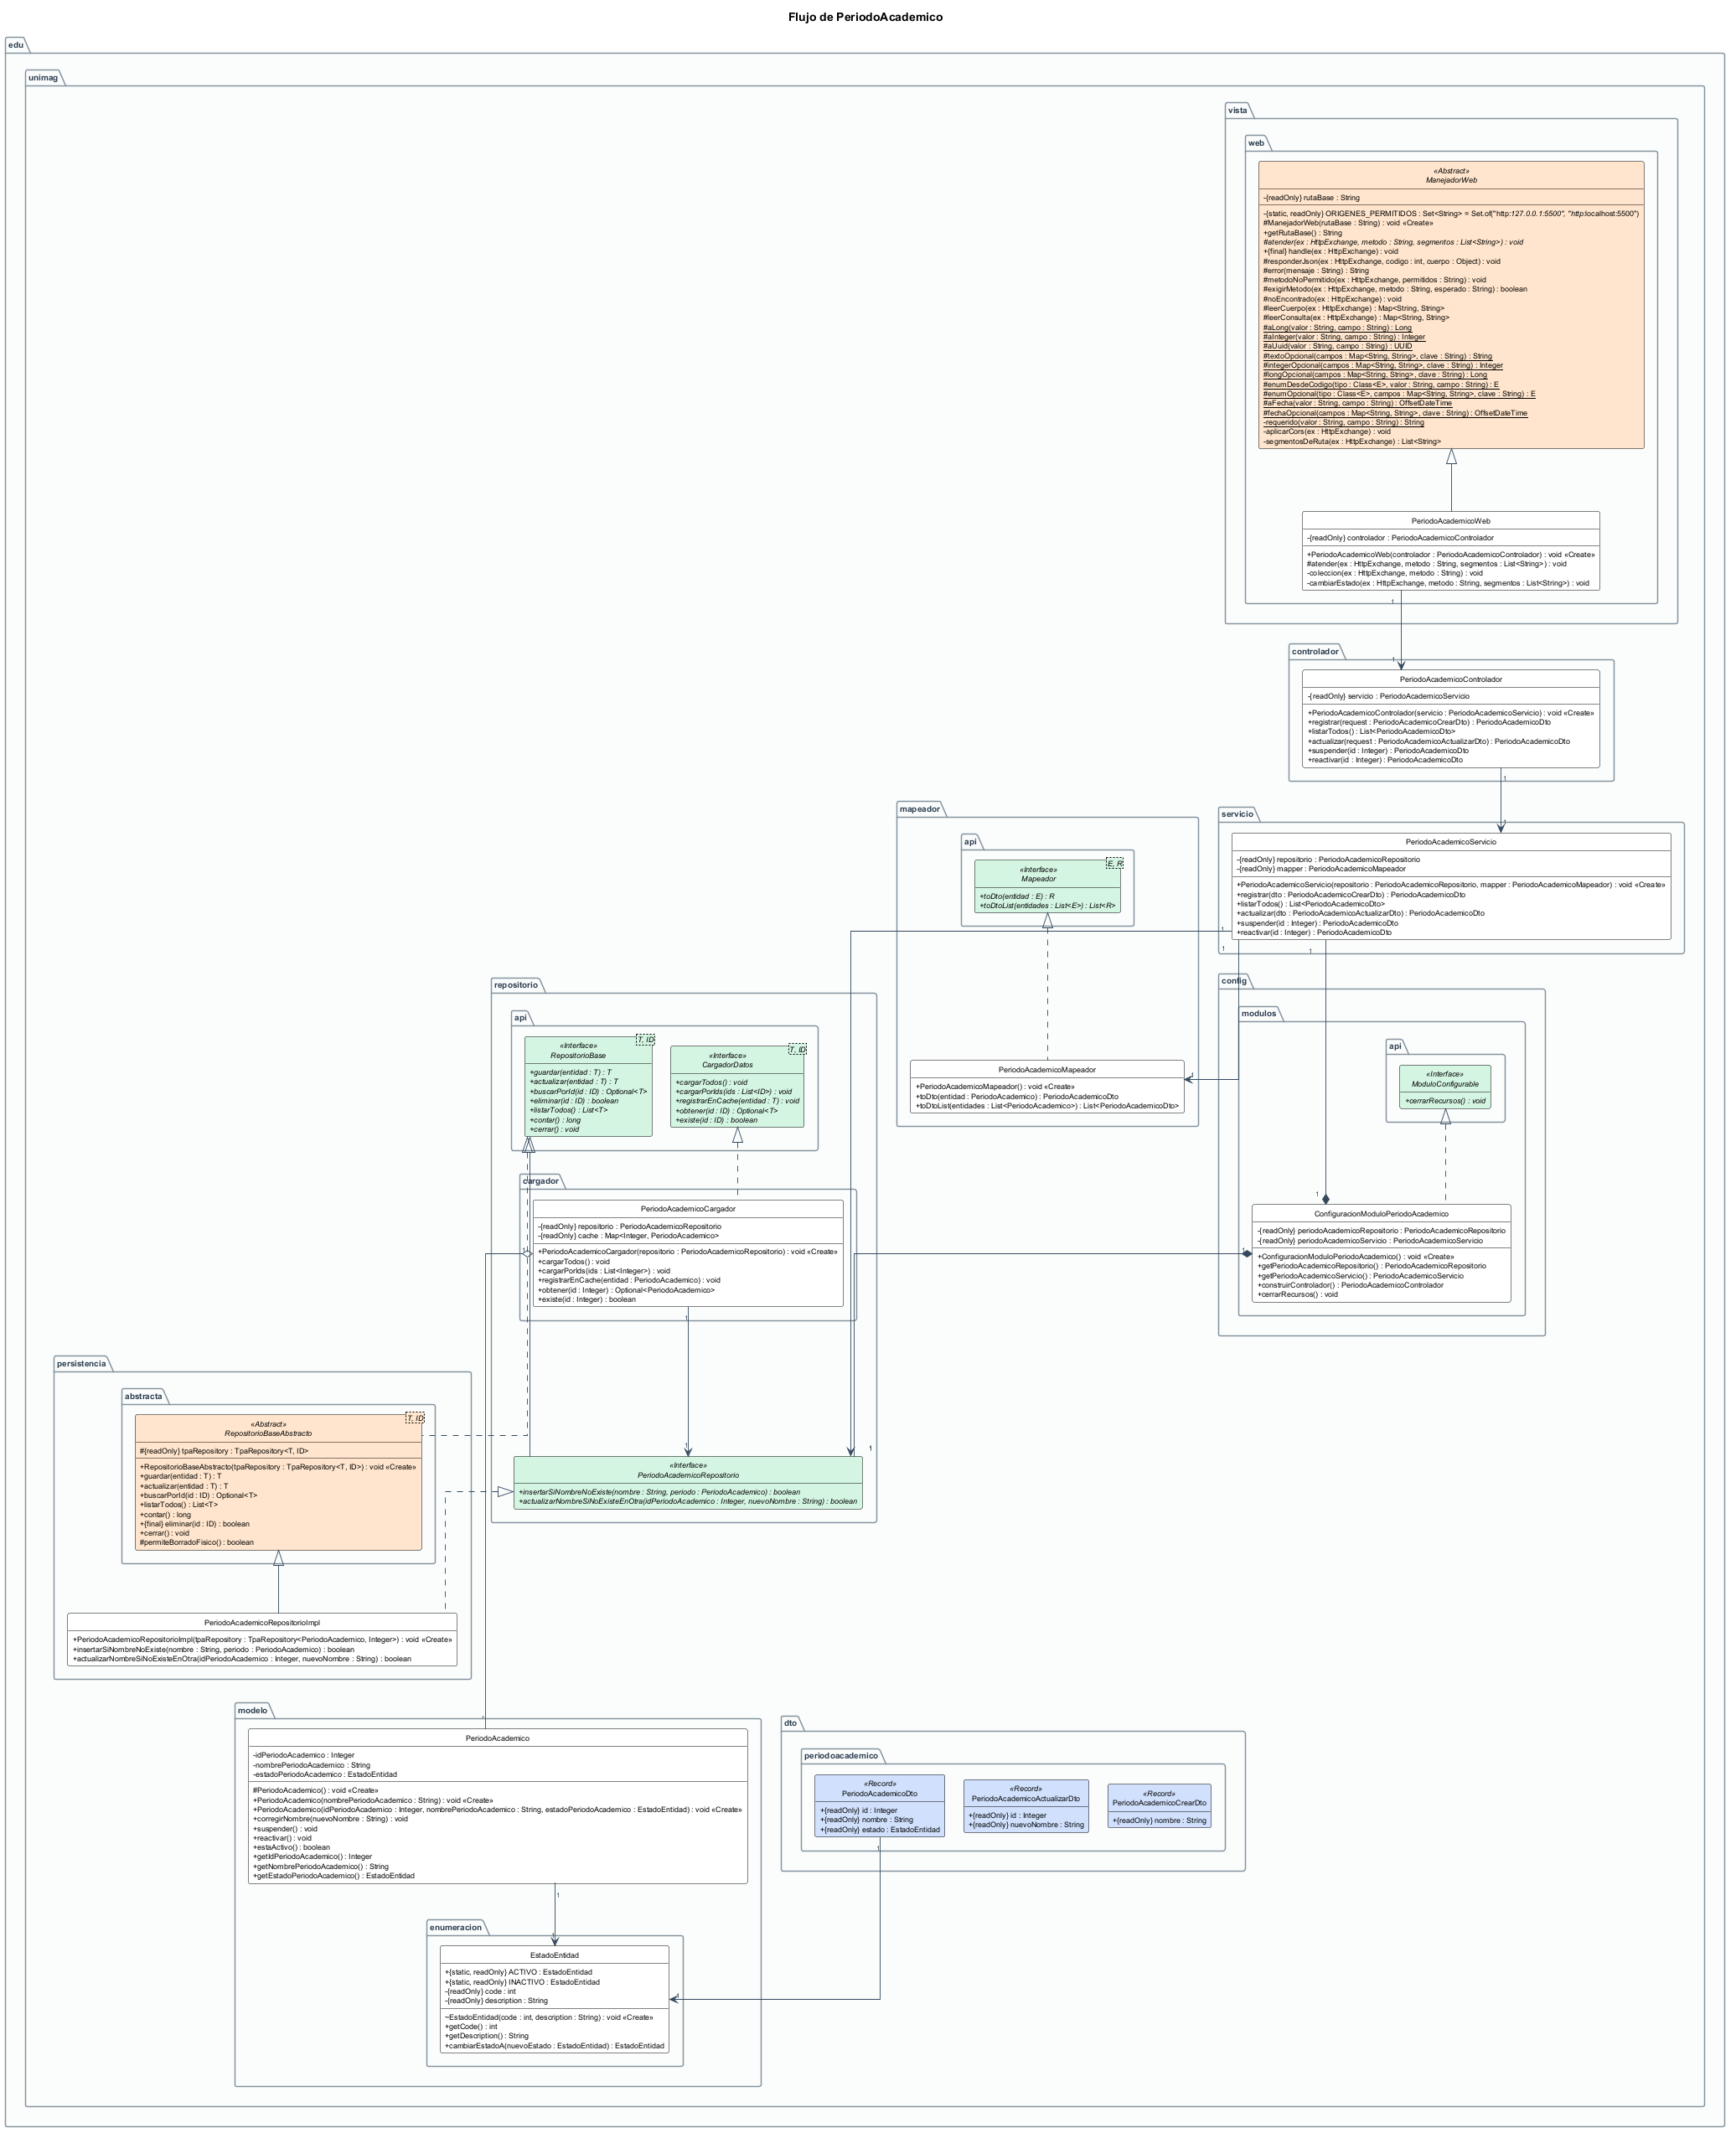 Flujo de PeriodoAcademico
edu
unimag
vista
web
«Abstract»
ManejadorWeb
-{readOnly} rutaBase : String
-{static, readOnly} ORIGENES_PERMITIDOS : Set<String> = Set.of("http:127.0.0.1:5500", "http:localhost:5500")
#ManejadorWeb(rutaBase : String) : void «Create»
+getRutaBase() : String
#atender(ex : HttpExchange, metodo : String, segmentos : List<String>) : void
+{final} handle(ex : HttpExchange) : void
#responderJson(ex : HttpExchange, codigo : int, cuerpo : Object) : void
#error(mensaje : String) : String
#metodoNoPermitido(ex : HttpExchange, permitidos : String) : void
#exigirMetodo(ex : HttpExchange, metodo : String, esperado : String) : boolean
#noEncontrado(ex : HttpExchange) : void
#leerCuerpo(ex : HttpExchange) : Map<String, String>
#leerConsulta(ex : HttpExchange) : Map<String, String>
#aLong(valor : String, campo : String) : Long
#aInteger(valor : String, campo : String) : Integer
#aUuid(valor : String, campo : String) : UUID
#textoOpcional(campos : Map<String, String>, clave : String) : String
#integerOpcional(campos : Map<String, String>, clave : String) : Integer
#longOpcional(campos : Map<String, String>, clave : String) : Long
#enumDesdeCodigo(tipo : Class<E>, valor : String, campo : String) : E
#enumOpcional(tipo : Class<E>, campos : Map<String, String>, clave : String) : E
#aFecha(valor : String, campo : String) : OffsetDateTime
#fechaOpcional(campos : Map<String, String>, clave : String) : OffsetDateTime
-requerido(valor : String, campo : String) : String
-aplicarCors(ex : HttpExchange) : void
-segmentosDeRuta(ex : HttpExchange) : List<String>
PeriodoAcademicoWeb
-{readOnly} controlador : PeriodoAcademicoControlador
+PeriodoAcademicoWeb(controlador : PeriodoAcademicoControlador) : void «Create»
#atender(ex : HttpExchange, metodo : String, segmentos : List<String>) : void
-coleccion(ex : HttpExchange, metodo : String) : void
-cambiarEstado(ex : HttpExchange, metodo : String, segmentos : List<String>) : void
1
1
controlador
PeriodoAcademicoControlador
-{readOnly} servicio : PeriodoAcademicoServicio
+PeriodoAcademicoControlador(servicio : PeriodoAcademicoServicio) : void «Create»
+registrar(request : PeriodoAcademicoCrearDto) : PeriodoAcademicoDto
+listarTodos() : List<PeriodoAcademicoDto>
+actualizar(request : PeriodoAcademicoActualizarDto) : PeriodoAcademicoDto
+suspender(id : Integer) : PeriodoAcademicoDto
+reactivar(id : Integer) : PeriodoAcademicoDto
1
1
servicio
PeriodoAcademicoServicio
-{readOnly} repositorio : PeriodoAcademicoRepositorio
-{readOnly} mapper : PeriodoAcademicoMapeador
+PeriodoAcademicoServicio(repositorio : PeriodoAcademicoRepositorio, mapper : PeriodoAcademicoMapeador) : void «Create»
+registrar(dto : PeriodoAcademicoCrearDto) : PeriodoAcademicoDto
+listarTodos() : List<PeriodoAcademicoDto>
+actualizar(dto : PeriodoAcademicoActualizarDto) : PeriodoAcademicoDto
+suspender(id : Integer) : PeriodoAcademicoDto
+reactivar(id : Integer) : PeriodoAcademicoDto
1
1
1
mapeador
api
E, R
«Interface»
Mapeador
+toDto(entidad : E) : R
+toDtoList(entidades : List<E>) : List<R>
PeriodoAcademicoMapeador
+PeriodoAcademicoMapeador() : void «Create»
+toDto(entidad : PeriodoAcademico) : PeriodoAcademicoDto
+toDtoList(entidades : List<PeriodoAcademico>) : List<PeriodoAcademicoDto>
1
config
modulos
api
«Interface»
ModuloConfigurable
+cerrarRecursos() : void
1
ConfiguracionModuloPeriodoAcademico
-{readOnly} periodoAcademicoRepositorio : PeriodoAcademicoRepositorio
-{readOnly} periodoAcademicoServicio : PeriodoAcademicoServicio
+ConfiguracionModuloPeriodoAcademico() : void «Create»
+getPeriodoAcademicoRepositorio() : PeriodoAcademicoRepositorio
+getPeriodoAcademicoServicio() : PeriodoAcademicoServicio
+construirControlador() : PeriodoAcademicoControlador
+cerrarRecursos() : void
1
repositorio
api
T, ID
«Interface»
RepositorioBase
+guardar(entidad : T) : T
+actualizar(entidad : T) : T
+buscarPorId(id : ID) : Optional<T>
+eliminar(id : ID) : boolean
+listarTodos() : List<T>
+contar() : long
+cerrar() : void
T, ID
«Interface»
CargadorDatos
+cargarTodos() : void
+cargarPorIds(ids : List<ID>) : void
+registrarEnCache(entidad : T) : void
+obtener(id : ID) : Optional<T>
+existe(id : ID) : boolean
cargador
PeriodoAcademicoCargador
-{readOnly} repositorio : PeriodoAcademicoRepositorio
-{readOnly} cache : Map<Integer, PeriodoAcademico>
+PeriodoAcademicoCargador(repositorio : PeriodoAcademicoRepositorio) : void «Create»
+cargarTodos() : void
+cargarPorIds(ids : List<Integer>) : void
+registrarEnCache(entidad : PeriodoAcademico) : void
+obtener(id : Integer) : Optional<PeriodoAcademico>
+existe(id : Integer) : boolean
1
1
1
1
«Interface»
PeriodoAcademicoRepositorio
+insertarSiNombreNoExiste(nombre : String, periodo : PeriodoAcademico) : boolean
+actualizarNombreSiNoExisteEnOtra(idPeriodoAcademico : Integer, nuevoNombre : String) : boolean
persistencia
abstracta
T, ID
«Abstract»
RepositorioBaseAbstracto
#{readOnly} tpaRepository : TpaRepository<T, ID>
+RepositorioBaseAbstracto(tpaRepository : TpaRepository<T, ID>) : void «Create»
+guardar(entidad : T) : T
+actualizar(entidad : T) : T
+buscarPorId(id : ID) : Optional<T>
+listarTodos() : List<T>
+contar() : long
+{final} eliminar(id : ID) : boolean
+cerrar() : void
#permiteBorradoFisico() : boolean
PeriodoAcademicoRepositorioImpl
+PeriodoAcademicoRepositorioImpl(tpaRepository : TpaRepository<PeriodoAcademico, Integer>) : void «Create»
+insertarSiNombreNoExiste(nombre : String, periodo : PeriodoAcademico) : boolean
+actualizarNombreSiNoExisteEnOtra(idPeriodoAcademico : Integer, nuevoNombre : String) : boolean
modelo
PeriodoAcademico
-idPeriodoAcademico : Integer
-nombrePeriodoAcademico : String
-estadoPeriodoAcademico : EstadoEntidad
#PeriodoAcademico() : void «Create»
+PeriodoAcademico(nombrePeriodoAcademico : String) : void «Create»
+PeriodoAcademico(idPeriodoAcademico : Integer, nombrePeriodoAcademico : String, estadoPeriodoAcademico : EstadoEntidad) : void «Create»
+corregirNombre(nuevoNombre : String) : void
+suspender() : void
+reactivar() : void
+estaActivo() : boolean
+getIdPeriodoAcademico() : Integer
+getNombrePeriodoAcademico() : String
+getEstadoPeriodoAcademico() : EstadoEntidad
1
enumeracion
1
EstadoEntidad
+{static, readOnly} ACTIVO : EstadoEntidad
+{static, readOnly} INACTIVO : EstadoEntidad
-{readOnly} code : int
-{readOnly} description : String
~EstadoEntidad(code : int, description : String) : void «Create»
+getCode() : int
+getDescription() : String
+cambiarEstadoA(nuevoEstado : EstadoEntidad) : EstadoEntidad
1
dto
periodoacademico
«Record»
PeriodoAcademicoDto
+{readOnly} id : Integer
+{readOnly} nombre : String
+{readOnly} estado : EstadoEntidad
1
«Record»
PeriodoAcademicoActualizarDto
+{readOnly} id : Integer
+{readOnly} nuevoNombre : String
«Record»
PeriodoAcademicoCrearDto
+{readOnly} nombre : String